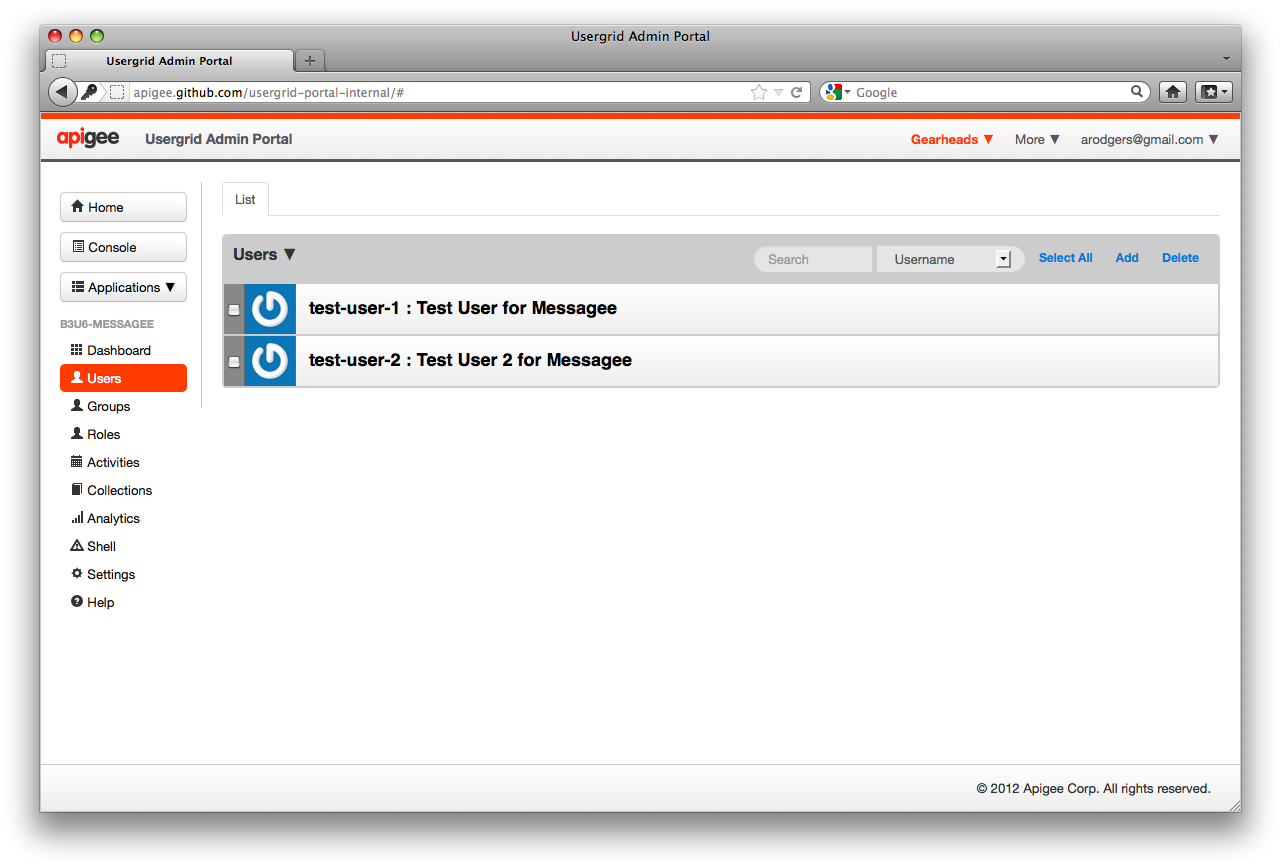 Usergrid Admin Portal
Usergrid Admin Portal
apigee.github.com/usergrid-portal-internal/#
Google
apigee
Usergrid Admin Portal
Gearheads ▼
More ▼
arodgers@gmail.com ▼
Home
Console
Applications ▼
B3U6-MESSAGEE
Dashboard
Users
Groups
Roles
Activities
Collections
Analytics
Shell
Settings
Help
List
Users ▼
Search
Username
Select All
Add
Delete
test-user-1 : Test User for Messagee
test-user-2 : Test User 2 for Messagee
© 2012 Apigee Corp. All rights reserved.